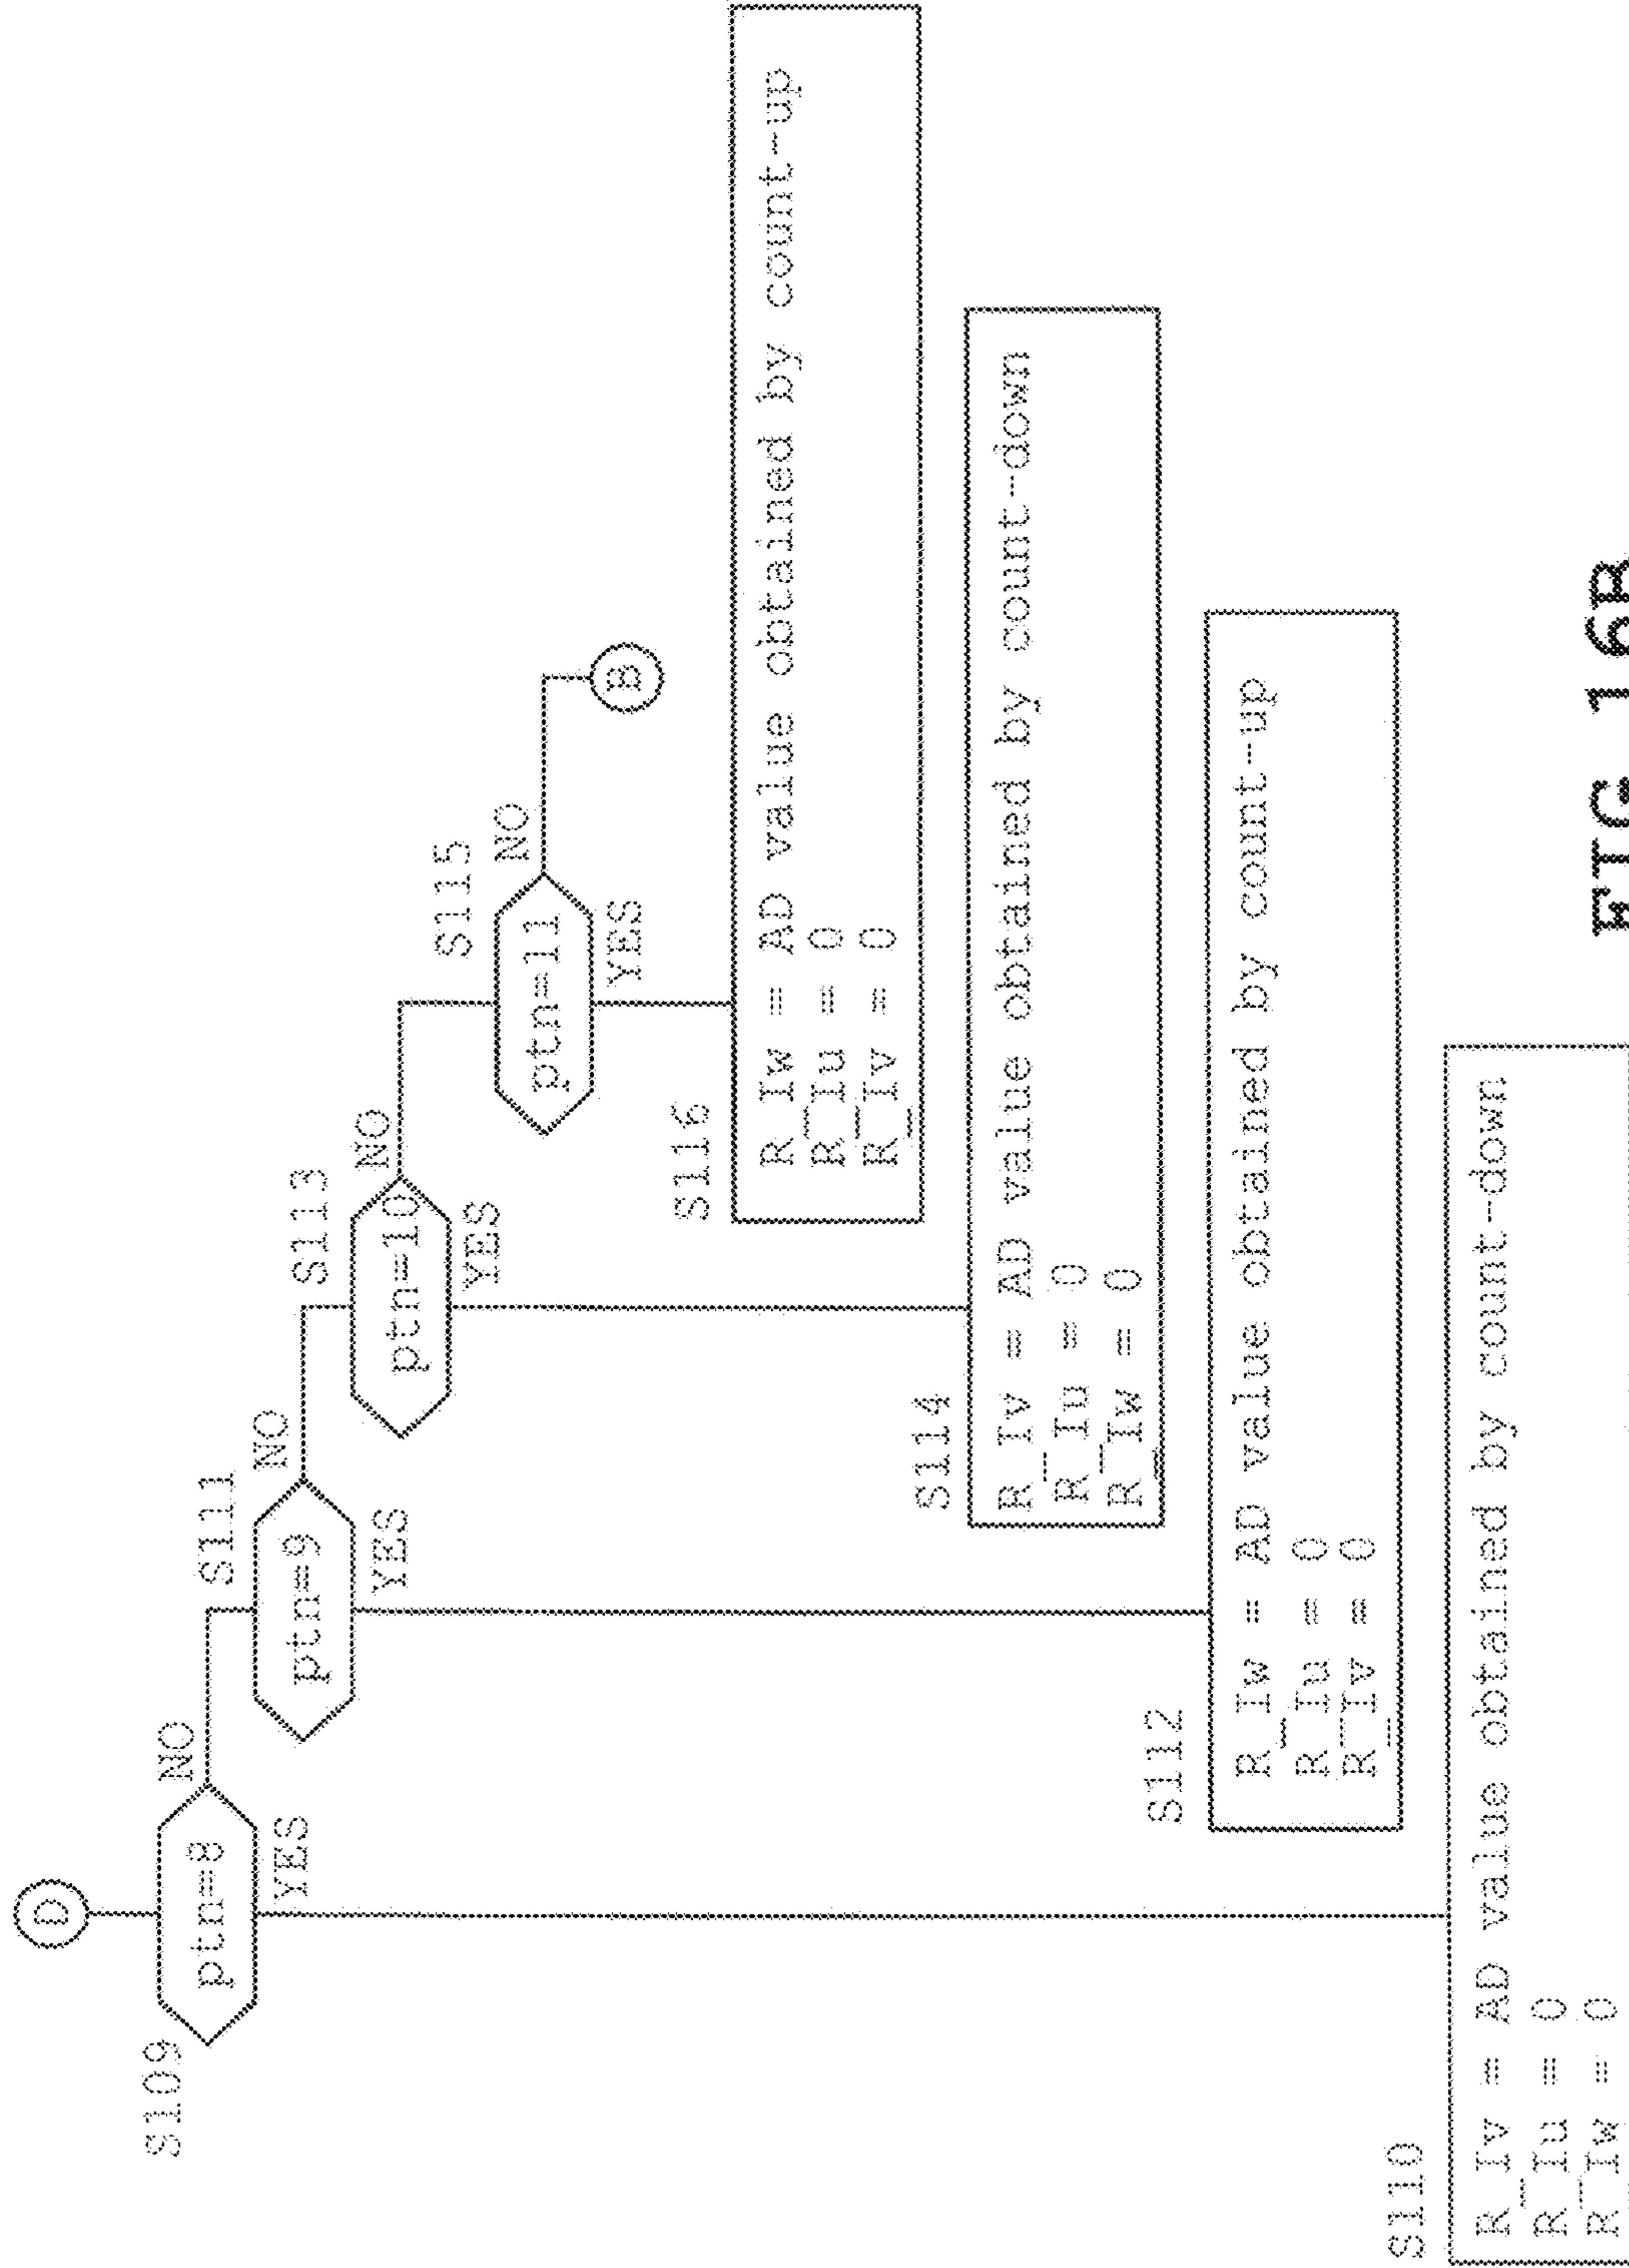 D
S109
ptn=8
NO
YES
S111
ptn=9
NO
YES
S113
ptn=10
NO
YES
S115
ptn=11
NO
YES
B
S116
R_Iw = AD value obtained by count-up
R_Iu = 0
R_Iv = 0
S114
R_Iv = AD value obtained by count-down
R_Iu = 0
R_Iw = 0
S112
R_Iw = AD value obtained by count-up
R_Iu = 0
R_Iv = 0
S110
R_Iv = AD value obtained by count-down
R_Iu = 0
R_Iw = 0
FIG 16B